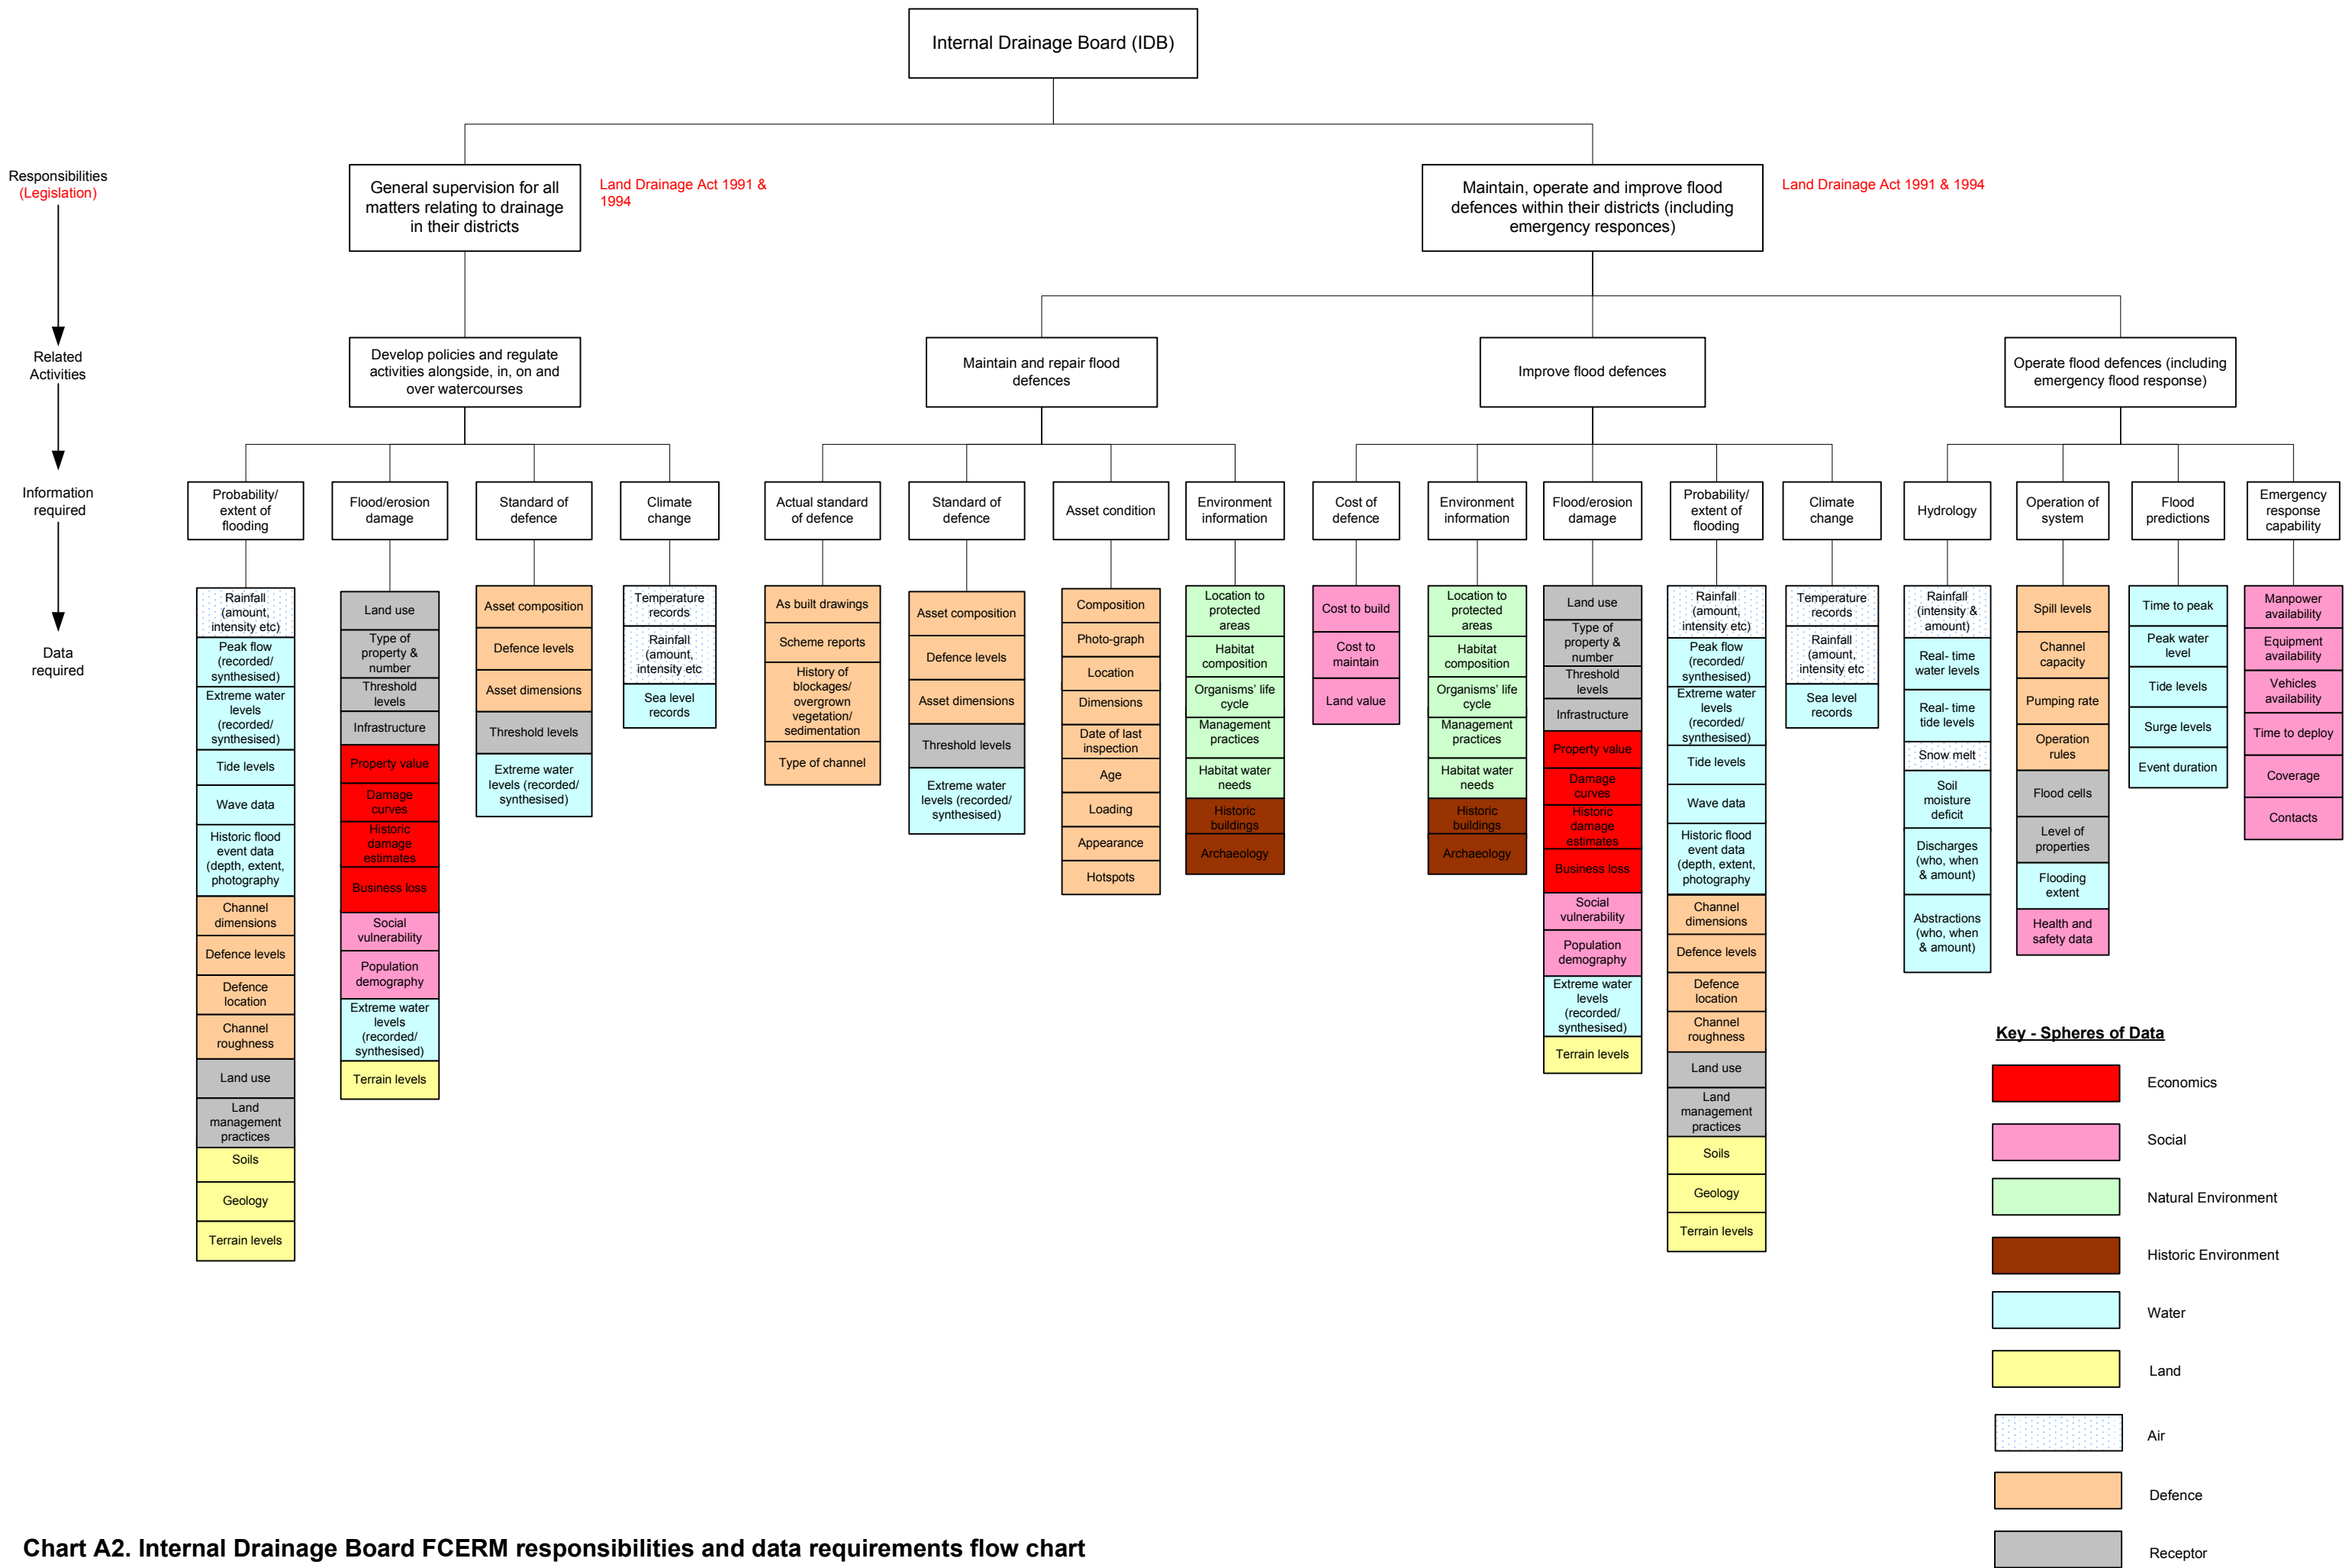 Internal Drainage Board (IDB)
Responsibilities
(Legislation)
General supervision for all
matters relating to drainage
in their districts
Land Drainage Act 1991 &
1994
Maintain, operate and improve flood
defences within their districts (including
emergency responces)
Land Drainage Act 1991 & 1994
Related
Activities
Develop policies and regulate
activities alongside, in, on and
over watercourses
Maintain and repair flood
defences
Improve flood defences
Operate flood defences (including
emergency flood response)
Information
required
Data
required
Probability/
extent of
flooding
Rainfall
(amount,
intensity etc)
Peak flow
(recorded/
synthesised)
Extreme water
levels
(recorded/
synthesised)
Tide levels
Wave data
Historic flood
event data
(depth, extent,
photography
Channel
dimensions
Defence levels
Defence
location
Channel
roughness
Land use
Land
management
practices
Soils
Geology
Terrain levels
Flood/erosion
damage
Land use
Type of
property &
number
Threshold
levels
Infrastructure
Property value
Damage
curves
Historic
damage
estimates
Business loss
Social
vulnerability
Population
demography
Extreme water
levels
(recorded/
synthesised)
Terrain levels
Standard of
defence
Asset composition
Defence levels
Asset dimensions
Threshold levels
Extreme water
levels (recorded/
synthesised)
Climate
change
Temperature
records
Rainfall
(amount,
intensity etc
Sea level
records
Actual standard
of defence
As built drawings
Scheme reports
History of
blockages/
overgrown
vegetation/
sedimentation
Type of channel
Standard of
defence
Asset composition
Defence levels
Asset dimensions
Threshold levels
Extreme water
levels (recorded/
synthesised)
Asset condition
Composition
Photo-graph
Location
Dimensions
Date of last
inspection
Age
Loading
Appearance
Hotspots
Environment
information
Location to
protected
areas
Habitat
composition
Organisms' life
cycle
Management
practices
Habitat water
needs
Historic
buildings
Archaeology
Cost of
defence
Cost to build
Cost to
maintain
Land value
Environment
information
Location to
protected
areas
Habitat
composition
Organisms' life
cycle
Management
practices
Habitat water
needs
Historic
buildings
Archaeology
Flood/erosion
damage
Land use
Type of
property &
number
Threshold
levels
Infrastructure
Property value
Damage
curves
Historic
damage
estimates
Business loss
Social
vulnerability
Population
demography
Extreme water
levels
(recorded/
synthesised)
Terrain levels
Probability/
extent of
flooding
Rainfall
(amount,
intensity etc)
Peak flow
(recorded/
synthesised)
Extreme water
levels
(recorded/
synthesised)
Tide levels
Wave data
Historic flood
event data
(depth, extent,
photography
Channel
dimensions
Defence levels
Defence
location
Channel
roughness
Land use
Land
management
practices
Soils
Geology
Terrain levels
Climate
change
Temperature
records
Rainfall
(amount,
intensity etc
Sea level
records
Hydrology
Rainfall
(intensity &
amount)
Real- time
water levels
Real- time
tide levels
Snow melt
Soil
moisture
deficit
Discharges
(who, when
& amount)
Abstractions
(who, when
& amount)
Operation of
system
Spill levels
Channel
capacity
Pumping rate
Operation
rules
Flood cells
Level of
properties
Flooding
extent
Health and
safety data
Flood
predictions
Time to peak
Peak water
level
Tide levels
Surge levels
Event duration
Emergency
response
capability
Manpower
availability
Equipment
availability
Vehicles
availability
Time to deploy
Coverage
Contacts
Key - Spheres of Data
Economics
Social
Natural Environment
Historic Environment
Water
Land
Air
Defence
Receptor
Chart A2. Internal Drainage Board FCERM responsibilities and data requirements flow chart